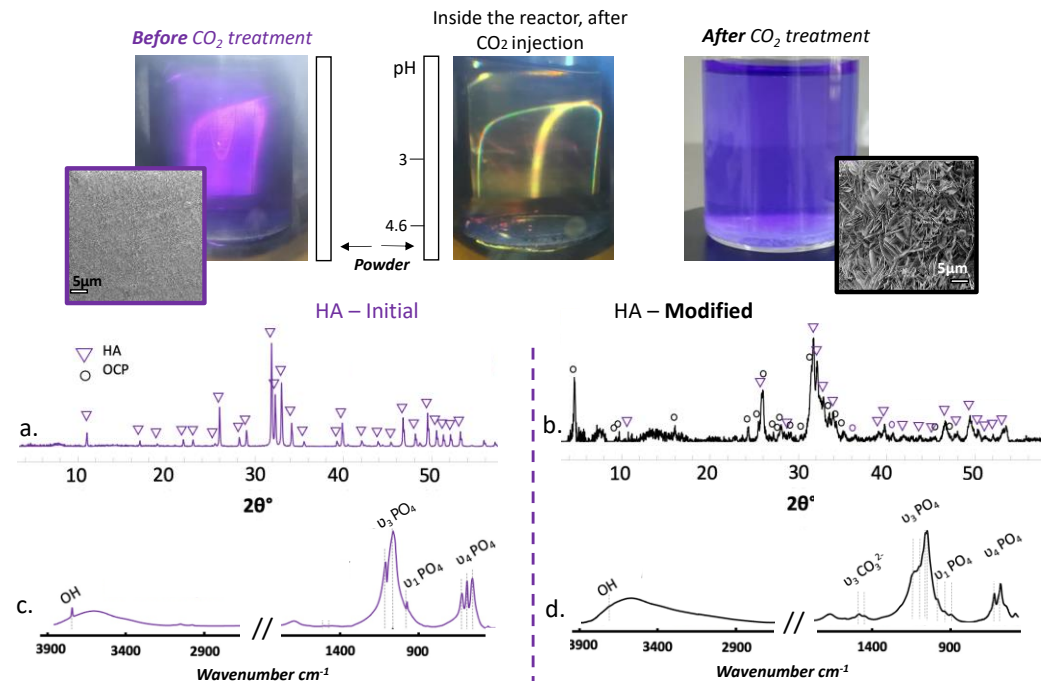 Before CO₂ treatment
Inside the reactor, after
CO2 injection
After CO₂ treatment
pH
3
4.6
Powder
5µm
5µm
HA – Initial
HA – Modified
HA
OCP
a.
10 20 30 40 50
2θ°
b.
10 20 30 40 50
2θ°
c.
OH
υ₃ PO₄
υ₁ PO₄
υ₄ PO₄
3900 3400 2900 // 1400 900
Wavenumber cm⁻¹
d.
OH
υ₃ CO₃²⁻
υ₃ PO₄
υ₁ PO₄
υ₄ PO₄
3900 3400 2900 // 1400 900
Wavenumber cm⁻¹